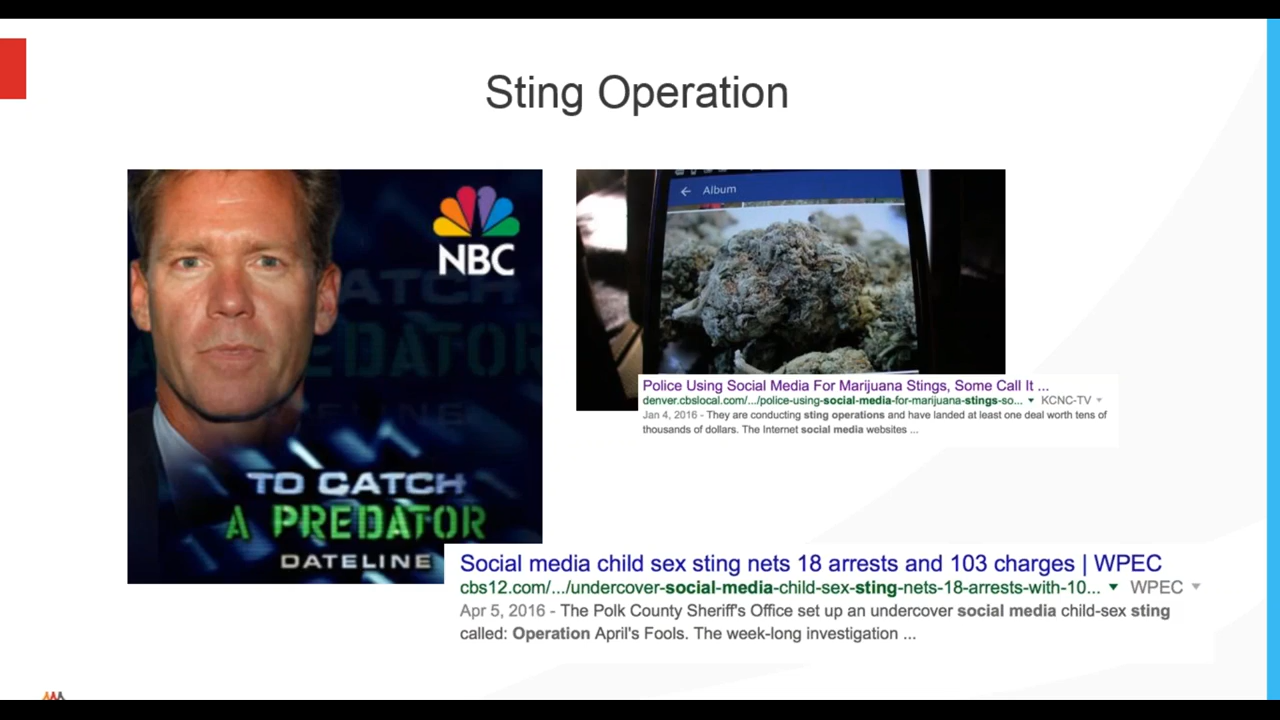 Sting Operation
NBC
TO CATCH
A PREDATOR
DATELINE
TO CATCH
A PREDATOR
DATELINE
Album
Police Using Social Media For Marijuana Stings, Some Call It ...
denver.cbslocal.com/.../police-using-social-media-for-marijuana-stings-so... ▼ KCNC-TV ▼
Jan 4, 2016 - They are conducting sting operations and have landed at least one deal worth tens of
thousands of dollars. The Internet social media websites ...
Social media child sex sting nets 18 arrests and 103 charges | WPEC
cbs12.com/.../undercover-social-media-child-sex-sting-nets-18-arrests-with-10... ▼ WPEC ▼
Apr 5, 2016 - The Polk County Sheriff's Office set up an undercover social media child-sex sting
called: Operation April's Fools. The week-long investigation ...